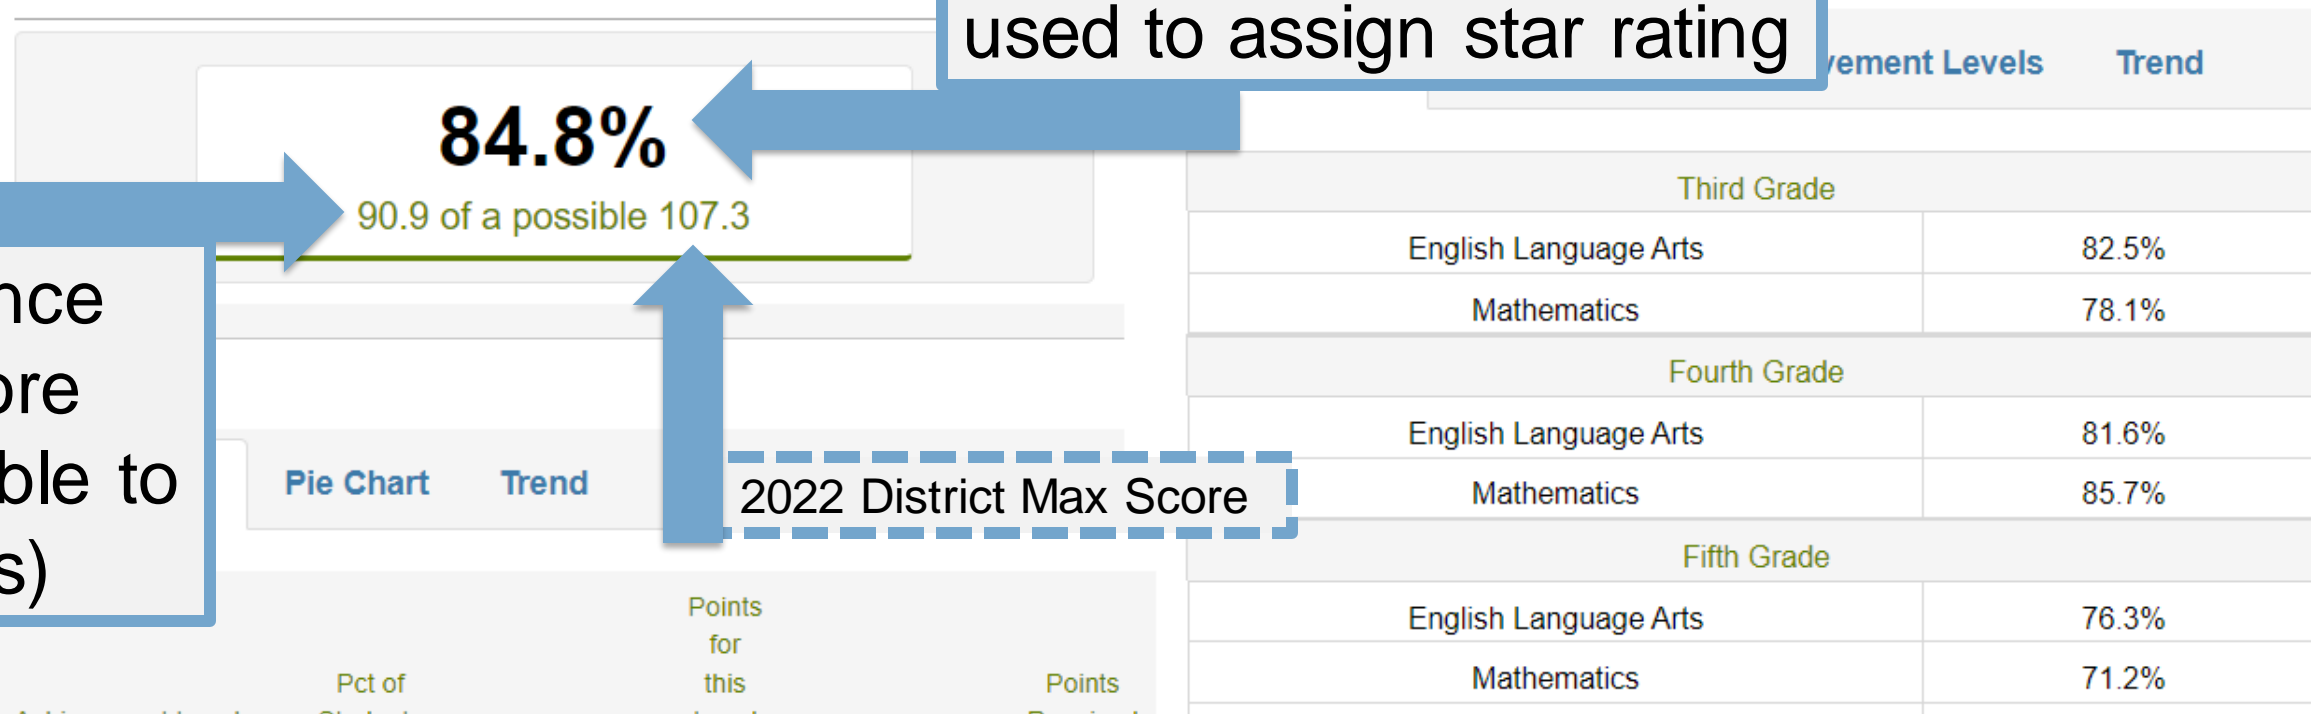 used to assign star rating
84.8%
90.9 of a possible 107.3
ble to
s)
Pie Chart Trend
2022 District Max Score
Points
for
this
Pct of
Points
Levels Trend
Third Grade
English Language Arts 82.5%
Mathematics 78.1%
Fourth Grade
English Language Arts 81.6%
Mathematics 85.7%
Fifth Grade
English Language Arts 76.3%
Mathematics 71.2%